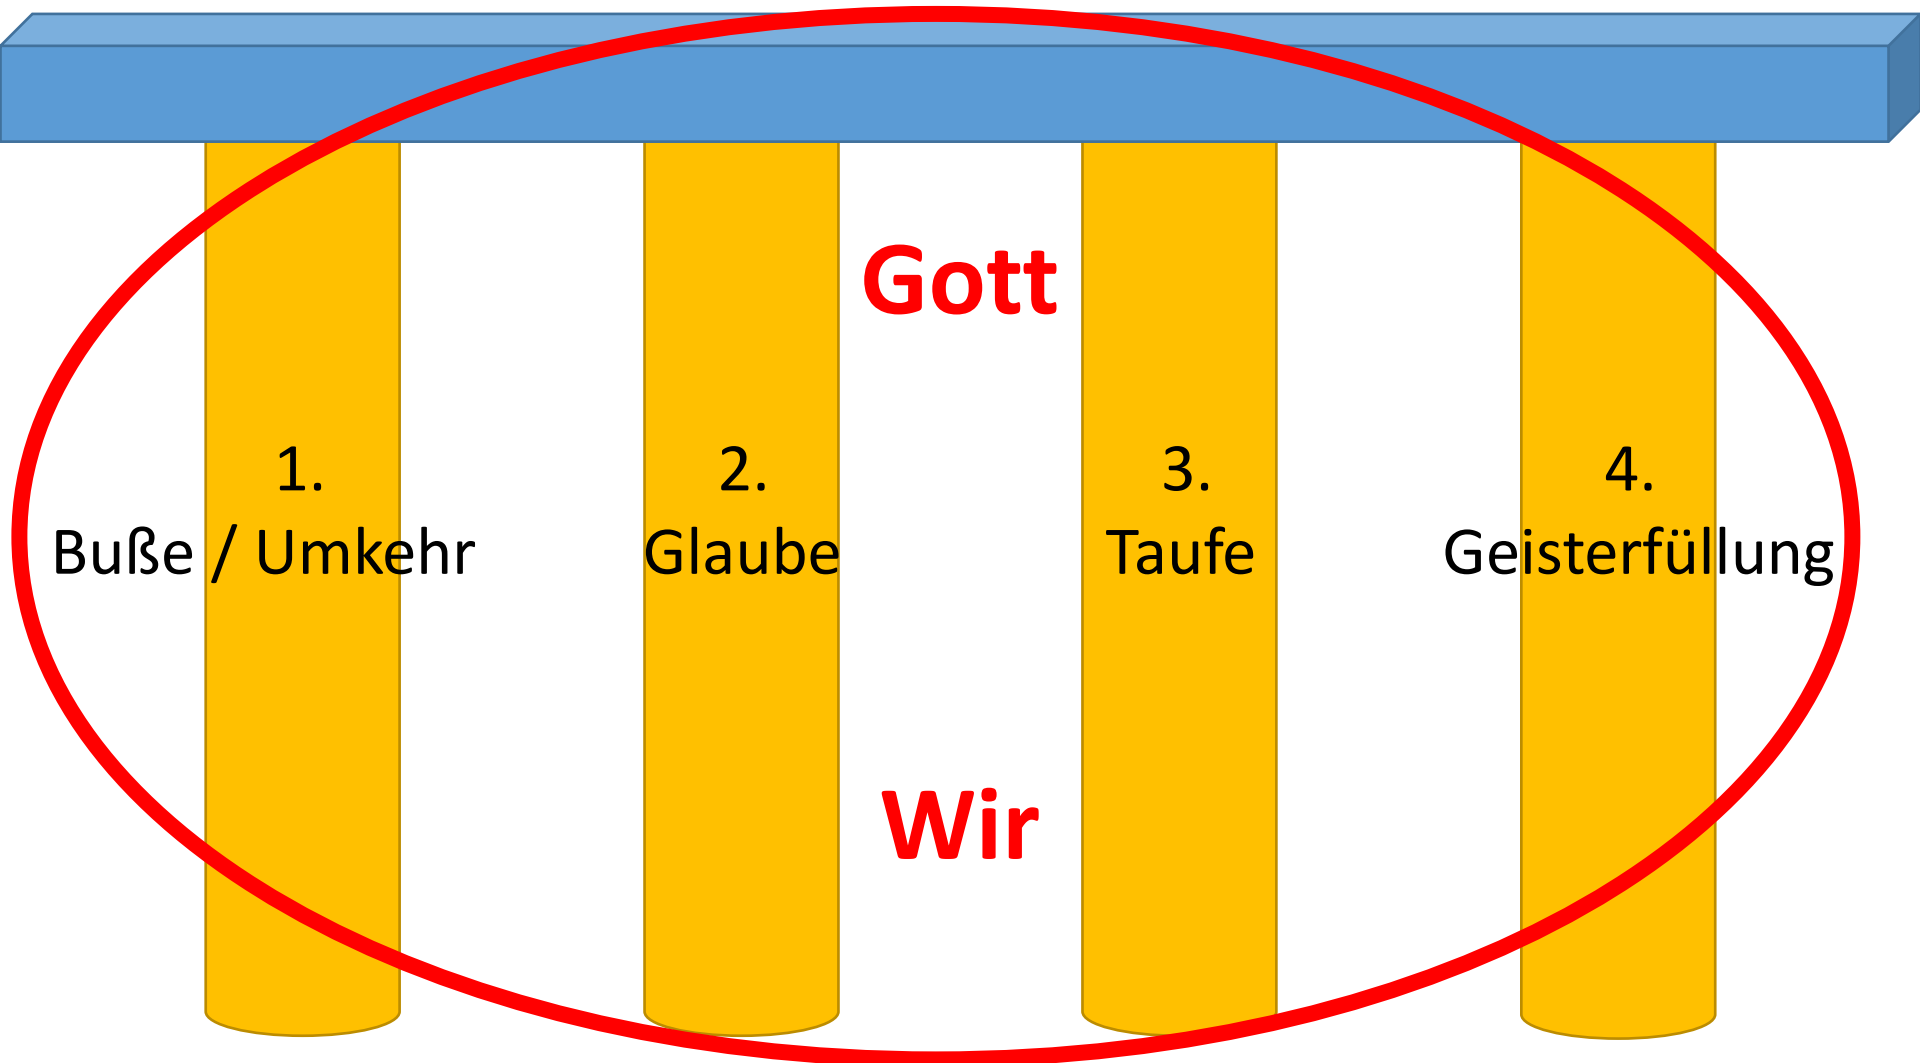 Gott
1.
Buße / Umkehr
2.
Glaube
3.
Taufe
4.
Geisterfüllung
Wir